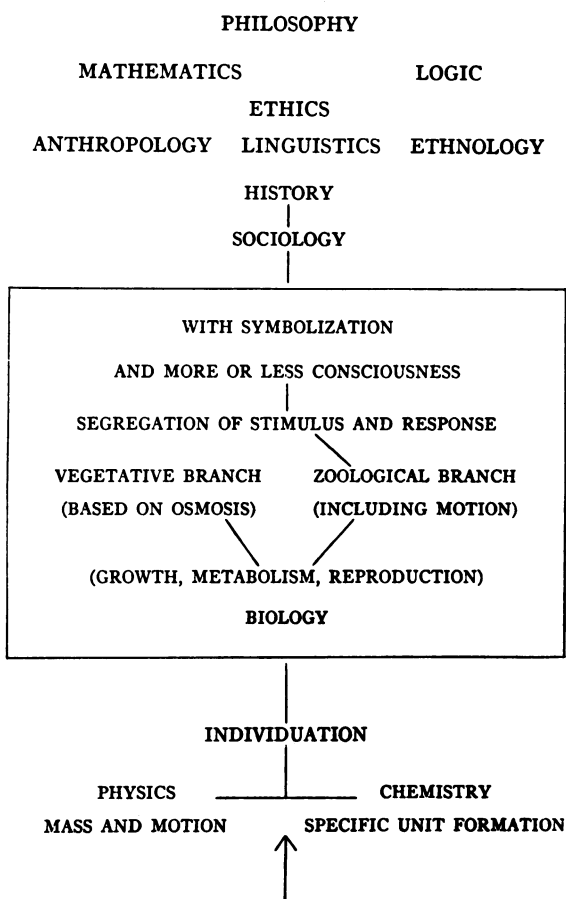 PHILOSOPHY
MATHEMATICS LOGIC
ETHICS
ANTHROPOLOGY LINGUISTICS ETHNOLOGY
HISTORY
SOCIOLOGY
WITH SYMBOLIZATION
AND MORE OR LESS CONSCIOUSNESS
SEGREGATION OF STIMULUS AND RESPONSE
VEGETATIVE BRANCH ZOOLOGICAL BRANCH
(BASED ON OSMOSIS) (INCLUDING MOTION)
(GROWTH, METABOLISM, REPRODUCTION)
BIOLOGY
INDIVIDUATION
PHYSICS CHEMISTRY
MASS AND MOTION SPECIFIC UNIT FORMATION